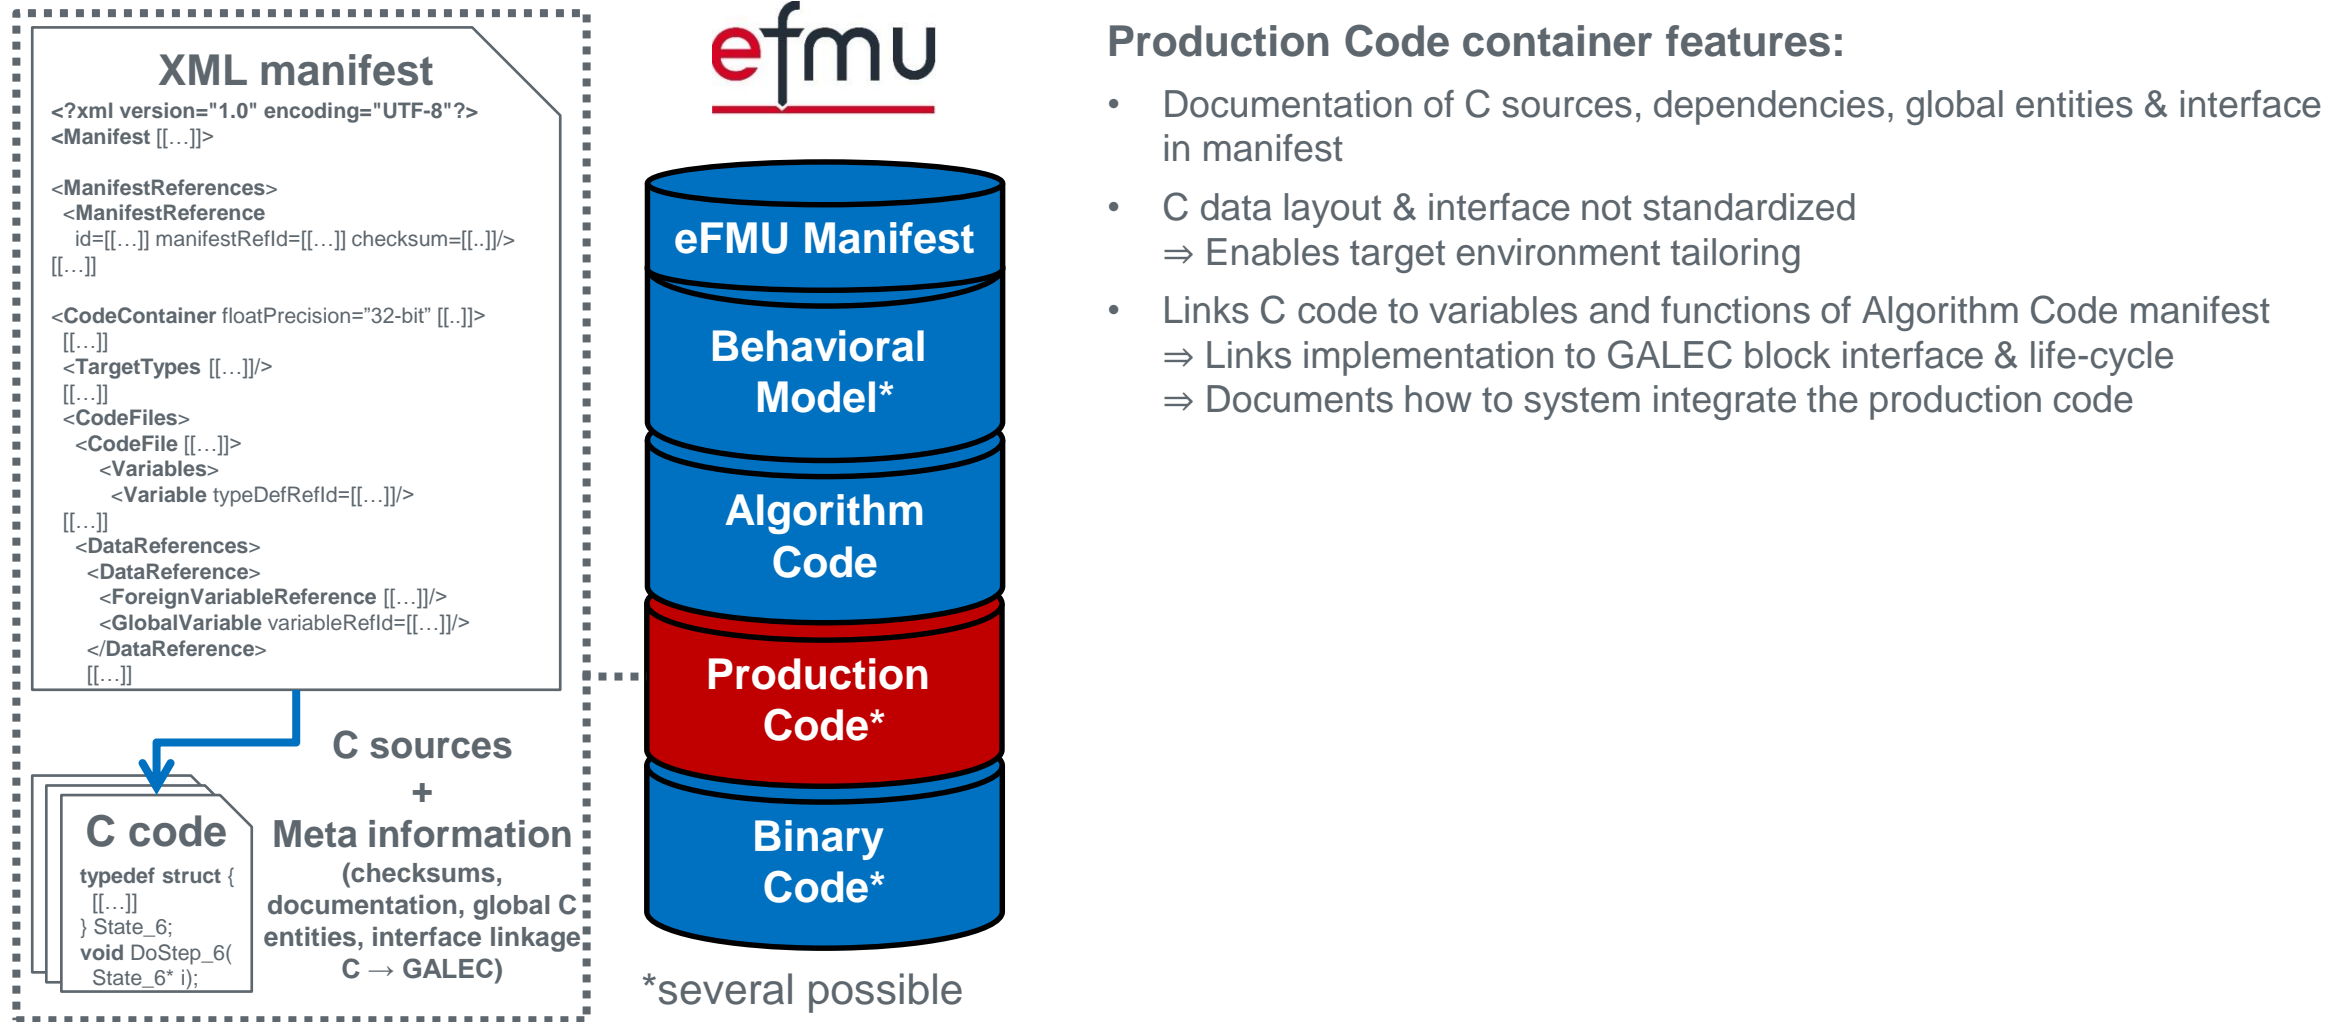 XML manifest
<?xml version="1.0" encoding="UTF-8"?>
<Manifest [[…]]>
<ManifestReferences>
<ManifestReference
id=[[…]] manifestRefId=[[…]] checksum=[[..]]/>
[[…]]
<CodeContainer floatPrecision=”32-bit” [[..]]>
[[…]]
<TargetTypes [[…]]/>
[[…]]
<CodeFiles>
<CodeFile [[…]]>
<Variables>
<Variable typeDefRefId=[[…]]/>
[[…]]
<DataReferences>
<DataReference>
<ForeignVariableReference [[…]]/>
<GlobalVariable variableRefId=[[…]]/>
</DataReference>
[[…]]
C sources
+
Meta information
(checksums,
documentation, global C
entities, interface linkage
C → GALEC)
C code
typedef struct {
[[…]]
} State_6;
void DoStep_6(
State_6* i);
efmu
eFMU Manifest
Behavioral
Model*
Algorithm
Code
Production
Code*
Binary
Code*
*several possible
Production Code container features:
• Documentation of C sources, dependencies, global entities & interface
in manifest
• C data layout & interface not standardized
⇒ Enables target environment tailoring
• Links C code to variables and functions of Algorithm Code manifest
⇒ Links implementation to GALEC block interface & life-cycle
⇒ Documents how to system integrate the production code